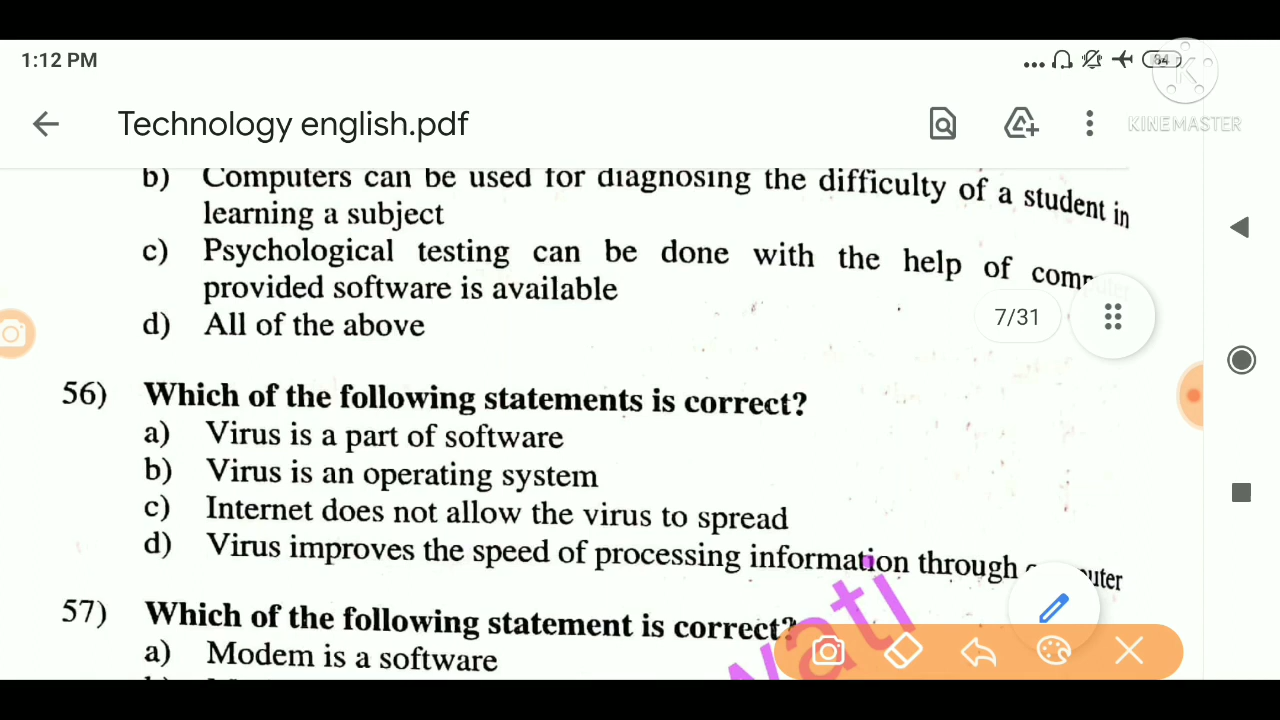 1:12 PM
84
KINEMASTER
Technology english.pdf
b) Computers can be used for diagnosing the difficulty of a student in
learning a subject
c) Psychological testing can be done with the help of
provided software is available
7/31
d) All of the above
56) Which of the following statements is correct?
a) Virus is a part of software
b) Virus is an operating system
c) Internet does not allow the virus to spread
d) Virus improves the speed of processing information through
57) Which of the following statement is correct?
a) Modem is a software